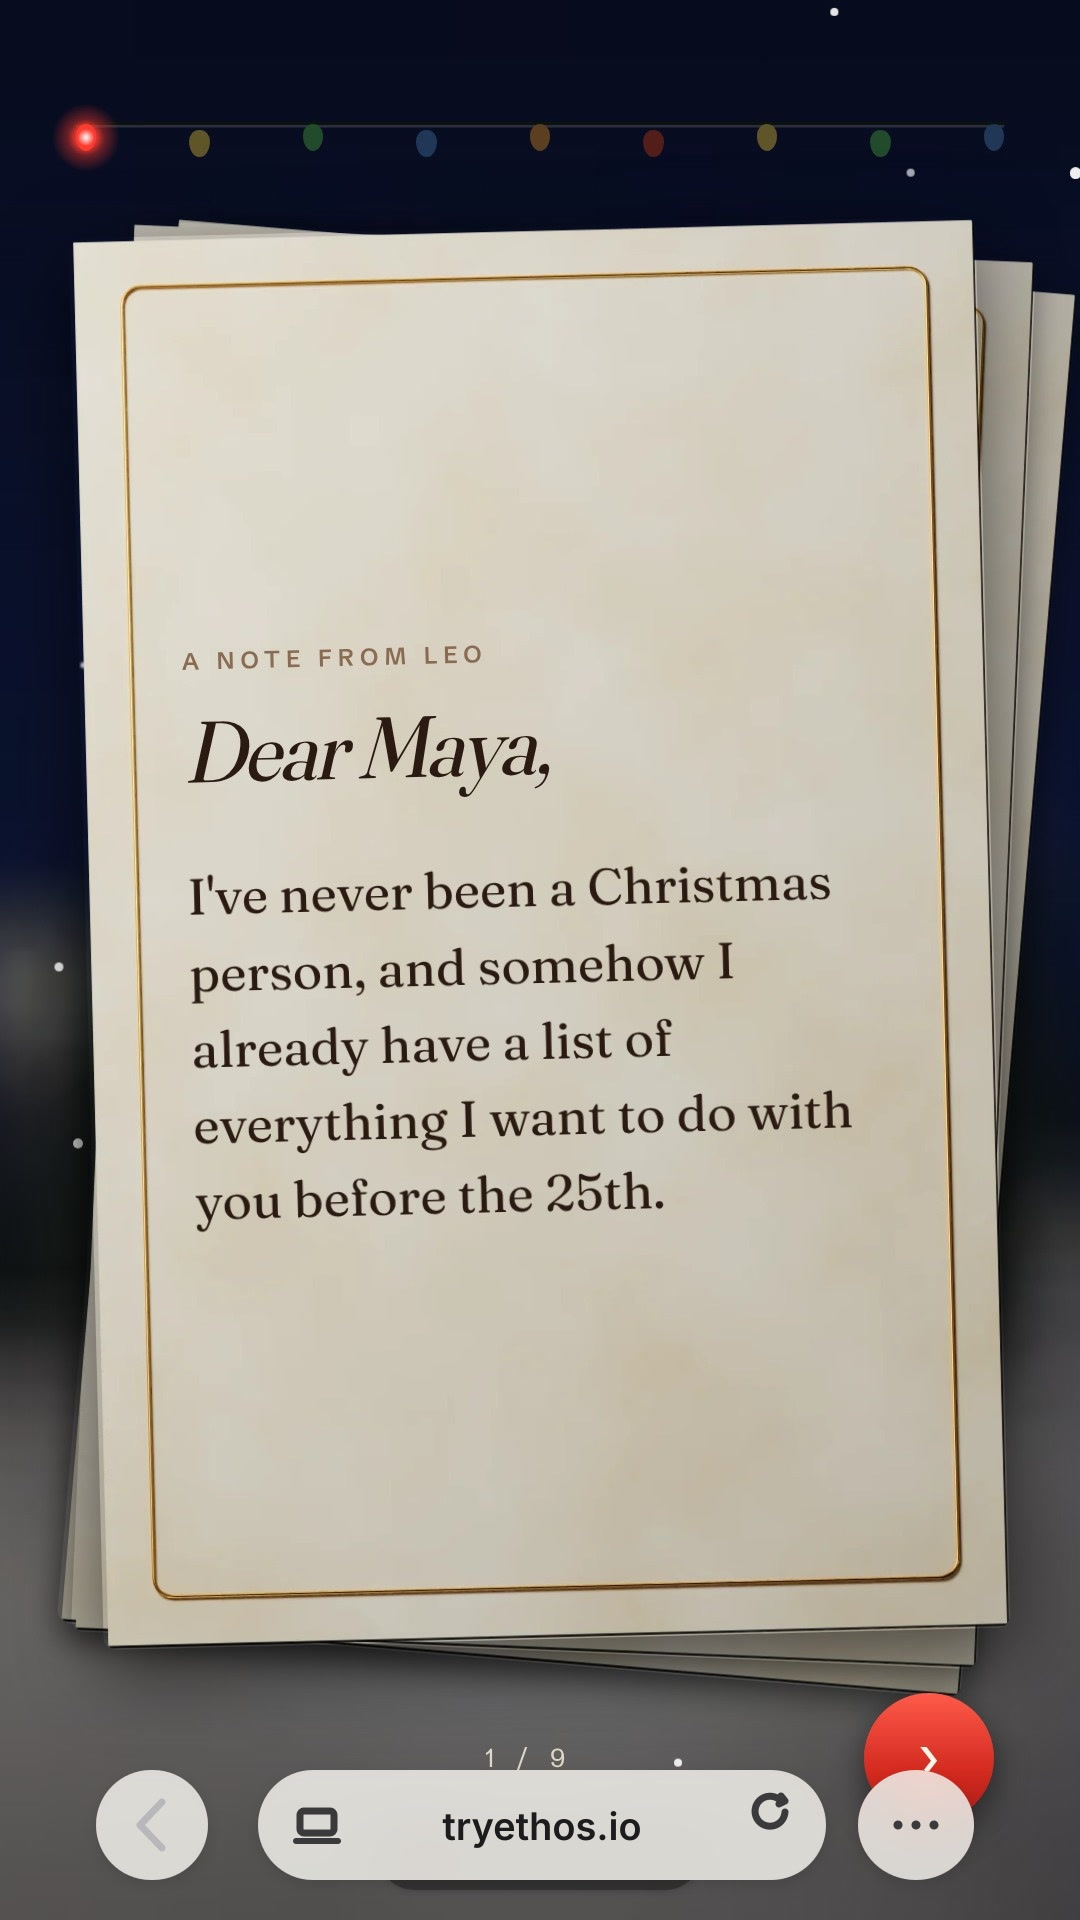 A NOTE FROM LEO
Dear Maya,
I've never been a Christmas
person, and somehow I
already have a list of
everything I want to do with
you before the 25th.
1 / 9
tryethos.io